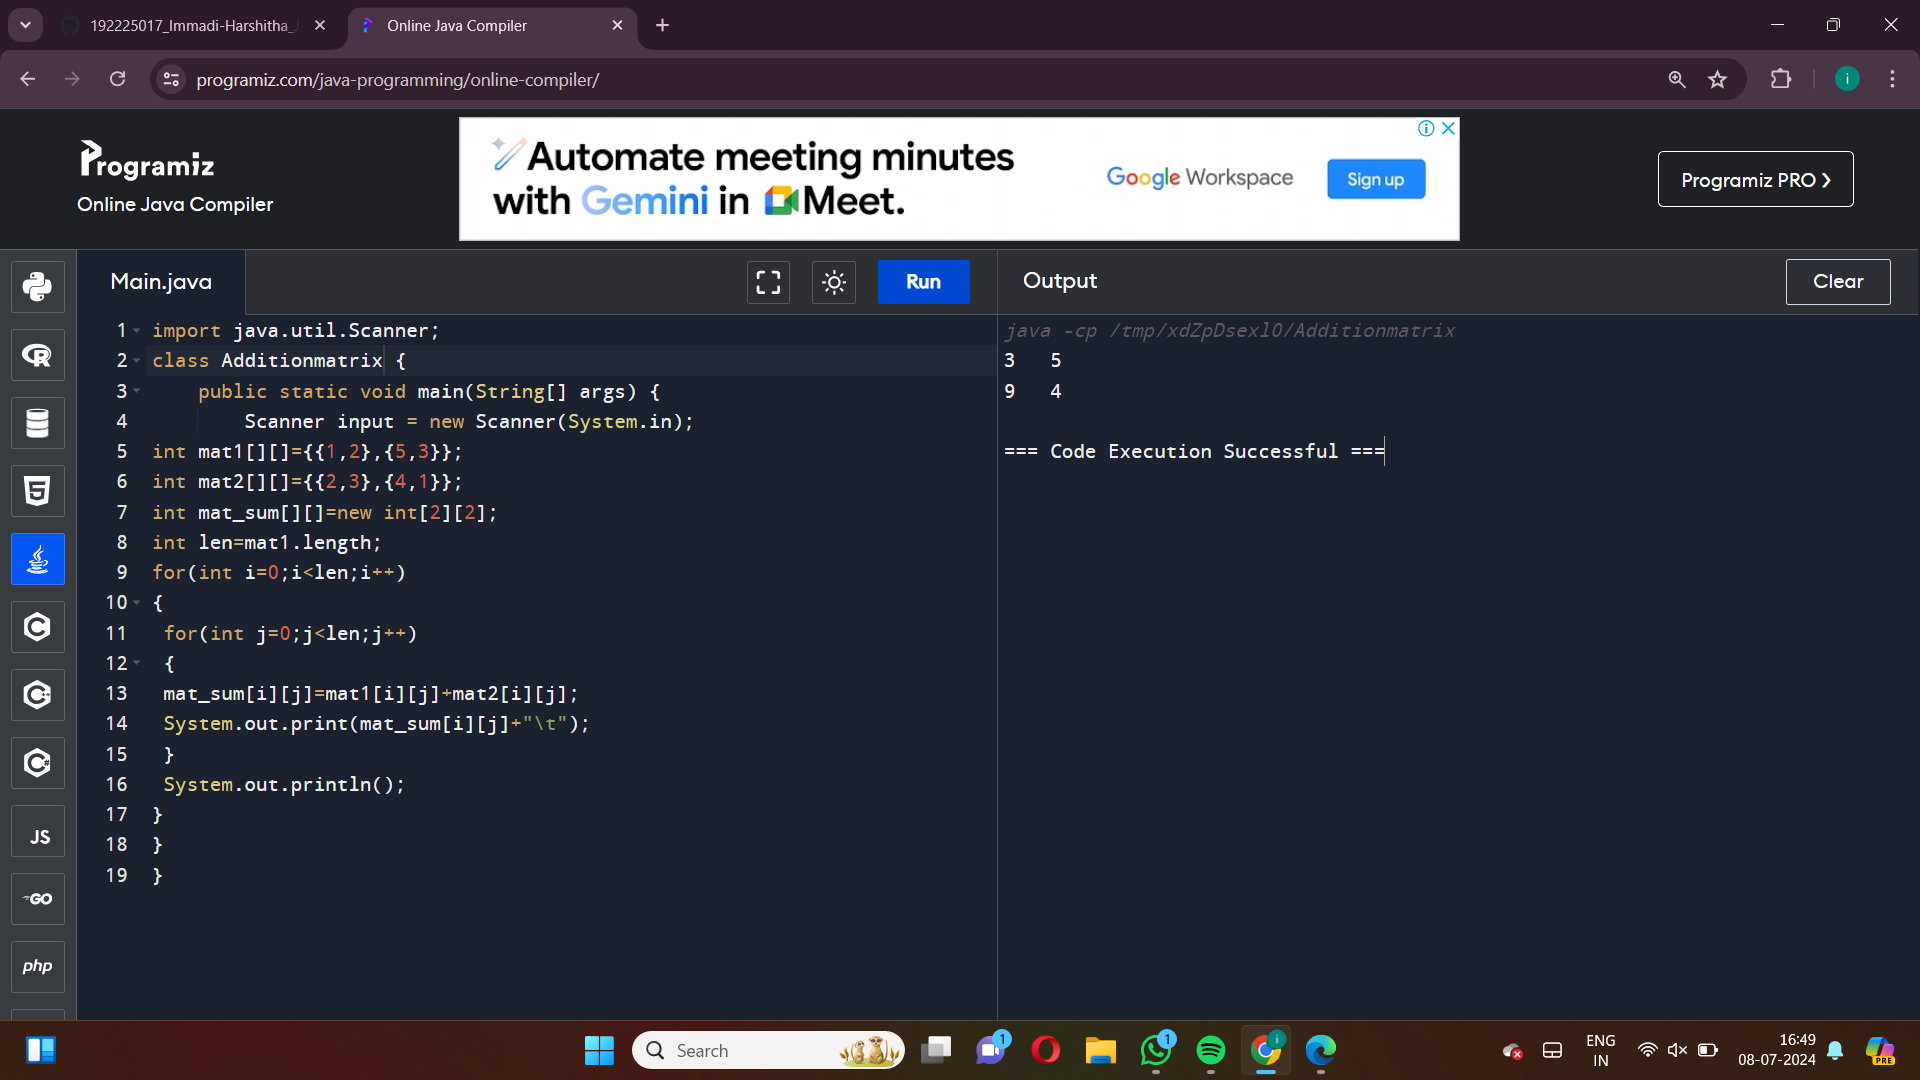 192225017_Immadi-Harshitha_J
Online Java Compiler
programiz.com/java-programming/online-compiler/
i
Programiz
Online Java Compiler
Automate meeting minutes
with Gemini in Meet.
Google Workspace
Sign up
Programiz PRO ❯
Main.java
Run
Output
Clear
1 import java.util.Scanner;
2 class Additionmatrix {
3 public static void main(String[] args) {
4 Scanner input = new Scanner(System.in);
5 int mat1[][]={{1,2},{5,3}};
6 int mat2[][]={{2,3},{4,1}};
7 int mat_sum[][]=new int[2][2];
8 int len=mat1.length;
9 for(int i=0;i<len;i++)
10 {
11 for(int j=0;j<len;j++)
12 {
13 mat_sum[i][j]=mat1[i][j]+mat2[i][j];
14 System.out.print(mat_sum[i][j]+"\t");
15 }
16 System.out.println();
17 }
18 }
19 }
java -cp /tmp/xdZpDsexlO/Additionmatrix
3 5
9 4
=== Code Execution Successful ===
R
5
C
C++
C#
JS
GO
php
Search
1
1
i
ENG
IN
16:49
08-07-2024
PRE